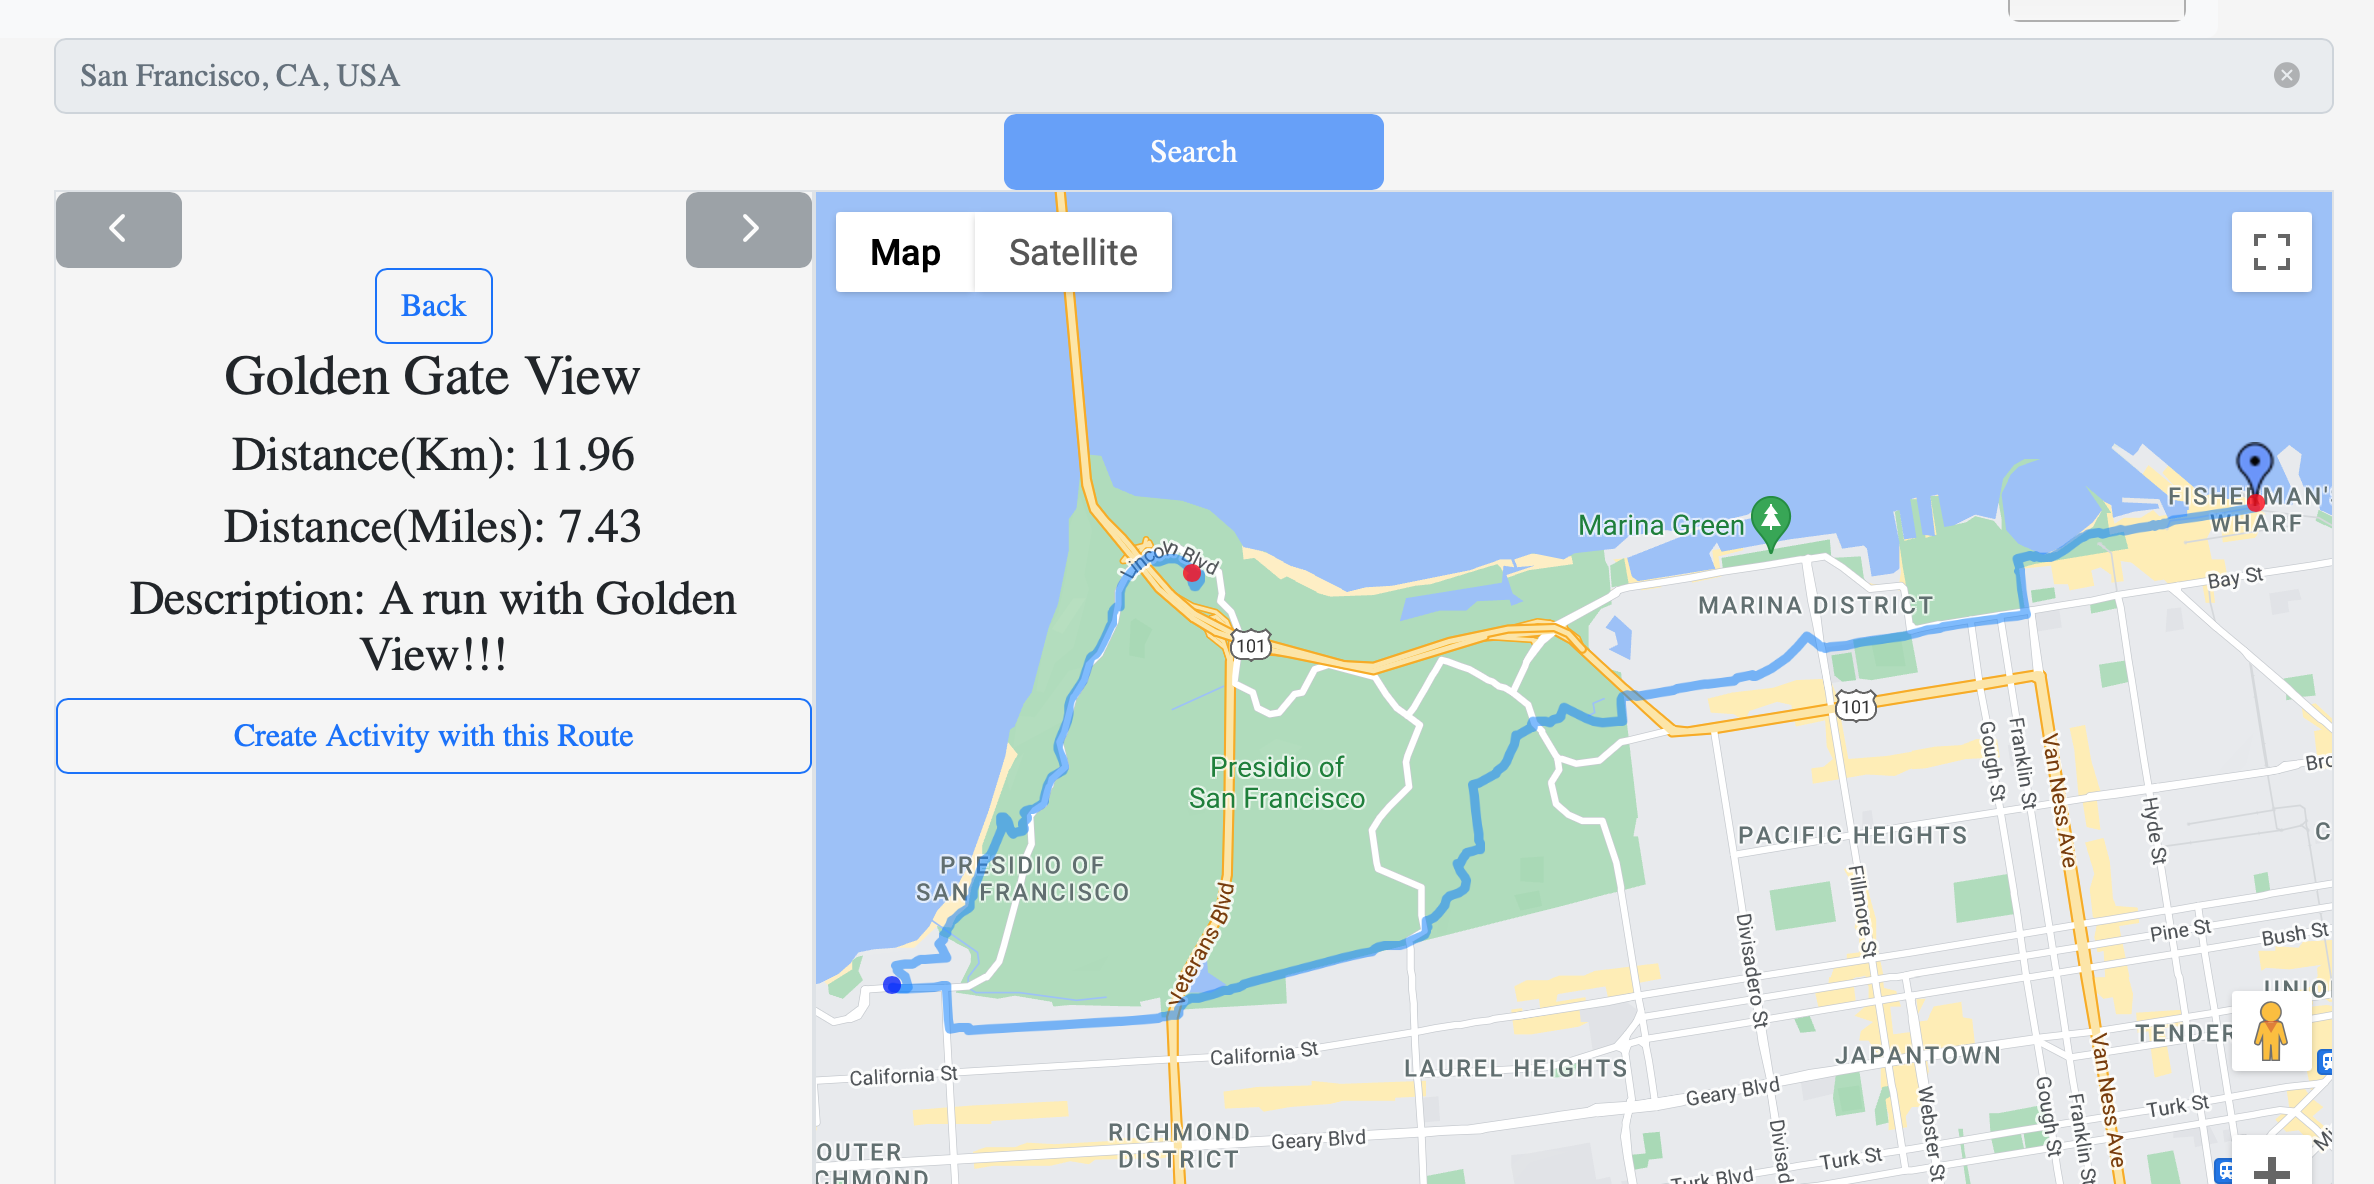 San Francisco, CA, USA
Search
Back
Golden Gate View
Distance(Km): 11.96
Distance(Miles): 7.43
Description: A run with Golden
View!!!
Create Activity with this Route
Map
Satellite
FISHERMAN'S
WHARF
Marina Green
Lincoln Blvd
Bay St
MARINA DISTRICT
101
101
Presidio of
San Francisco
Gough St
Franklin St
Van Ness Ave
Hyde St
PACIFIC HEIGHTS
PRESIDIO OF
SAN FRANCISCO
Veterans Blvd
Fillmore St
Divisadero St
Pine St
Bush St
UNIO
TENDER
California St
California St
LAUREL HEIGHTS
JAPANTOWN
Geary Blvd
Webster St
Gough St
Franklin St
Van Ness Ave
Turk St
RICHMOND
DISTRICT
Geary Blvd
OUTER
CHMOND
Divisad
Turk St
Turk Blvd